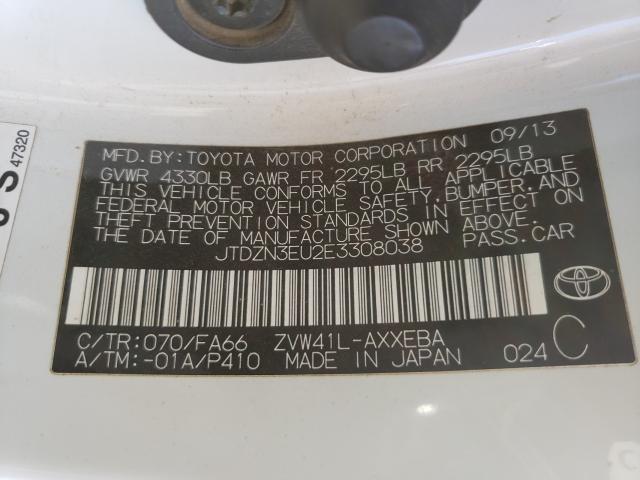 MFD. BY: TOYOTA MOTOR CORPORATION 09/13
GVWR 4330LB GAWR FR 2295LB RR 2295LB
THIS VEHICLE CONFORMS TO ALL APPLICABLE
FEDERAL MOTOR VEHICLE SAFETY, BUMPER, AND
THEFT PREVENTION STANDARDS IN EFFECT ON
THE DATE OF MANUFACTURE SHOWN ABOVE.
JTDZN3EU2E3308038 PASS. CAR
C/TR: 070/FA66 ZVW41L-AXXEBA
A/TM: -01A/P410 MADE IN JAPAN 024 C
S 47320